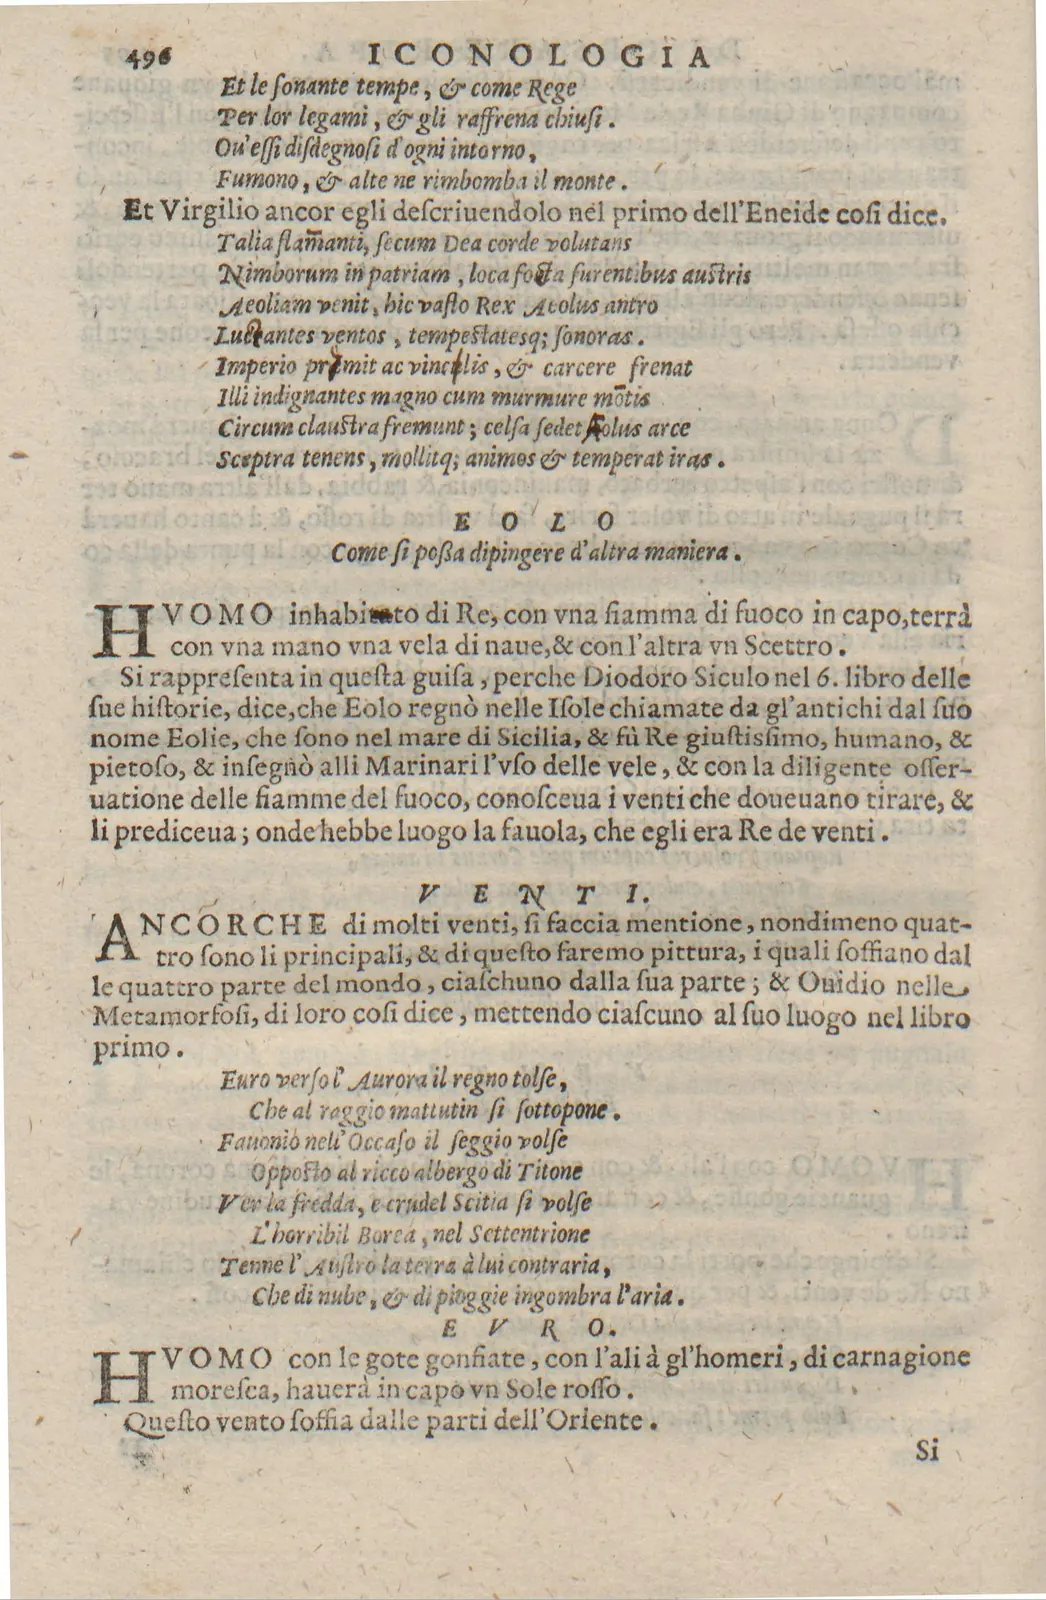 496 ICONOLOGIA
Et le ſonante tempe, & come Rege
Per lor legami, & gli raffrena chiuſi.
Ou'eſſi diſdegnoſi d'ogni intorno,
Fumono, & alte ne rimbomba il monte.
Et Virgilio ancor egli deſcriuendolo nel primo dell'Eneide coſi dice.
Talia flam̄anti, ſecum Dea corde volutans
Nimborum in patriam, loca foeta furentibus auſtris
Aeoliam venit, hic vaſto Rex Aeolus antro
Luctantes ventos, tempeſtatesq; ſonoras.
Imperio premit ac vinclis, & carcere frenat
Illi indignantes magno cum murmure mōtis
Circum clauſtra fremunt; celſa ſedet Aeolus arce
Sceptra tenens, mollitq; animos & temperat iras.
EOLO
Come ſi poßa dipingere d'altra maniera.
HVOMO inhabito di Re, con vna fiamma di fuoco in capo, terrà
con vna mano vna vela di naue, & con l'altra vn Scettro.
Si rappreſenta in queſta guiſa, perche Diodoro Siculo nel 6. libro delle
ſue hiſtorie, dice, che Eolo regnò nelle Iſole chiamate da gl'antichi dal ſuo
nome Eolie, che ſono nel mare di Sicilia, & fù Re giuſtiſſimo, humano, &
pietoſo, & inſegnò alli Marinari l'vſo delle vele, & con la diligente oſſer-
uatione delle fiamme del fuoco, conoſceua i venti che doueuano tirare, &
li prediceua; onde hebbe luogo la fauola, che egli era Re de venti.
VENTI.
ANCORCHE di molti venti, ſi faccia mentione, nondimeno quat-
tro ſono li principali, & di queſto faremo pittura, i quali ſoffiano dal
le quattro parte del mondo, ciaſchuno dalla ſua parte; & Ouidio nelle
Metamorfoſi, di loro coſi dice, mettendo ciaſcuno al ſuo luogo nel libro
primo.
Euro verſo l'Aurora il regno tolſe,
Che al raggio mattutin ſi ſottopone.
Fauonio nell'Occaſo il ſeggio volſe
Oppoſto al ricco albergo di Titone
Ver la fredda, e crudel Scitia ſi volſe
L'horribil Borea, nel Settentrione
Tenne l'Auſtro la terra à lui contraria,
Che di nube, & di pioggie ingombra l'aria.
EVRO.
HVOMO con le gote gonfiate, con l'ali à gl'homeri, di carnagione
moreſca, hauerà in capo vn Sole roſſo.
Queſto vento ſoffia dalle parti dell'Oriente.
Si